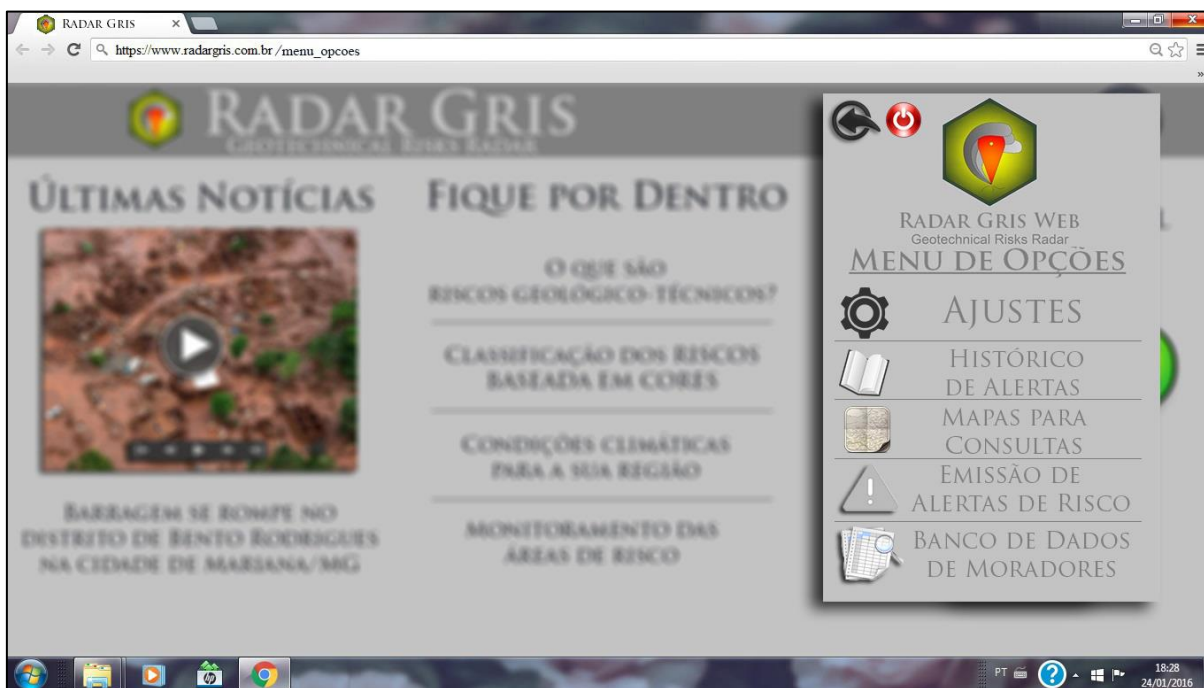 RADAR GRIS
https://www.radargris.com.br/menu_opcoes
RADAR GRIS
GEOTECHNICAL RISKS RADAR
ÚLTIMAS NOTÍCIAS
BARRAGEM SE ROMPE NO
DISTRITO DE BENTO RODRIGUES
NA CIDADE DE MARIANA/MG
FIQUE POR DENTRO
O QUE SÃO
RISCOS GEOLÓGICO-TÉCNICOS?
CLASSIFICAÇÃO DOS RISCOS
BASEADA EM CORES
CONDIÇÕES CLIMÁTICAS
PARA A SUA REGIÃO
MONITORAMENTO DAS
ÁREAS DE RISCO
RADAR GRIS WEB
Geotechnical Risks Radar
MENU DE OPÇÕES
AJUSTES
HISTÓRICO
DE ALERTAS
MAPAS PARA
CONSULTAS
EMISSÃO DE
ALERTAS DE RISCO
BANCO DE DADOS
DE MORADORES
hp
PT
18:28
24/01/2016